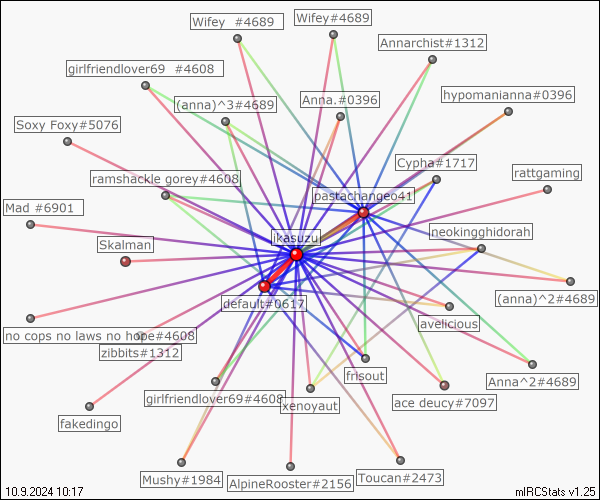 Wifey  #4689
Wifey#4689
Annarchist#1312
girlfriendlover69  #4608
hypomanianna#0396
(anna)^3#4689
Anna.#0396
Soxy Foxy#5076
Cypha#1717
rattgaming
ramshackle gorey#4608
pastachangeo41
Mad #6901
neokingghidorah
Skalman
ikasuzu
(anna)^2#4689
default#0617
avelicious
no cops no laws no hope#4608
zibbits#1312
frisout
Anna^2#4689
girlfriendlover69#4608
xenoyaut
ace deucy#7097
fakedingo
Mushy#1984
AlpineRooster#2156
Toucan#2473
10.9.2024 10:17
mIRCStats v1.25